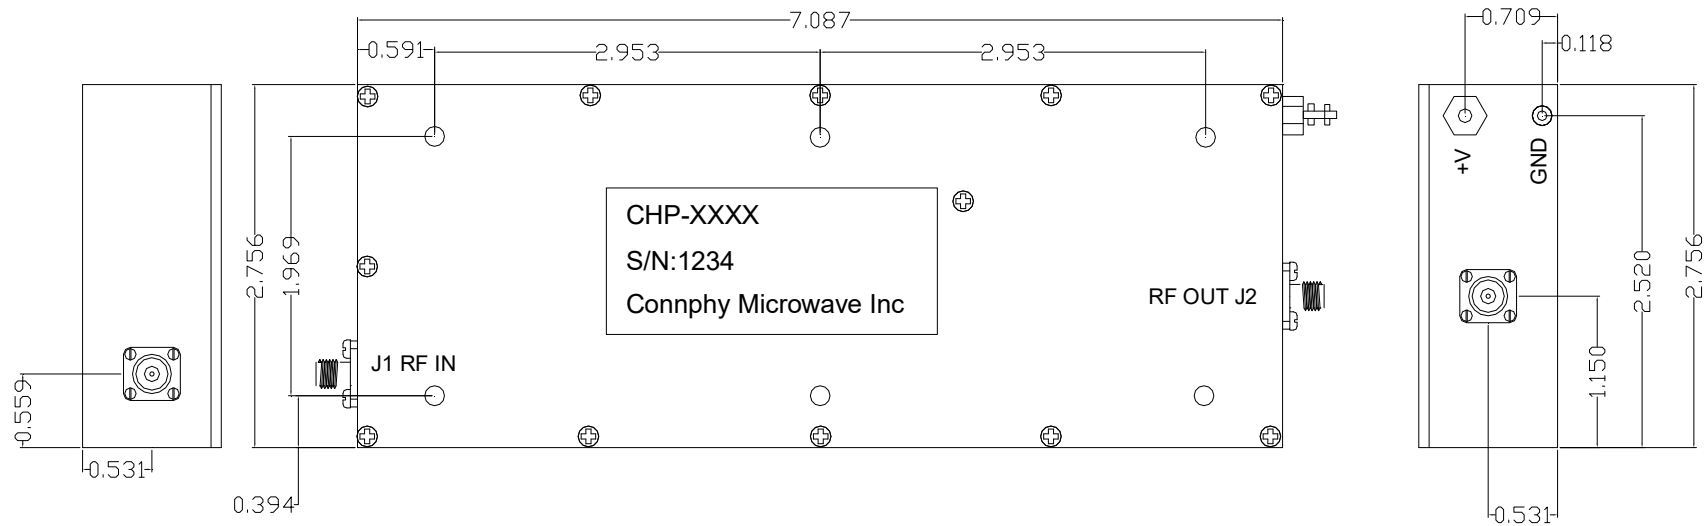 7.087
0.709
0.591
2.953
2.953
0.118
+V
GND
CHP-XXXX
S/N:1234
Connphy Microwave Inc
2.756
1.969
RF OUT J2
2.520
2.756
J1 RF IN
1.150
0.559
0.531
0.394
0.531